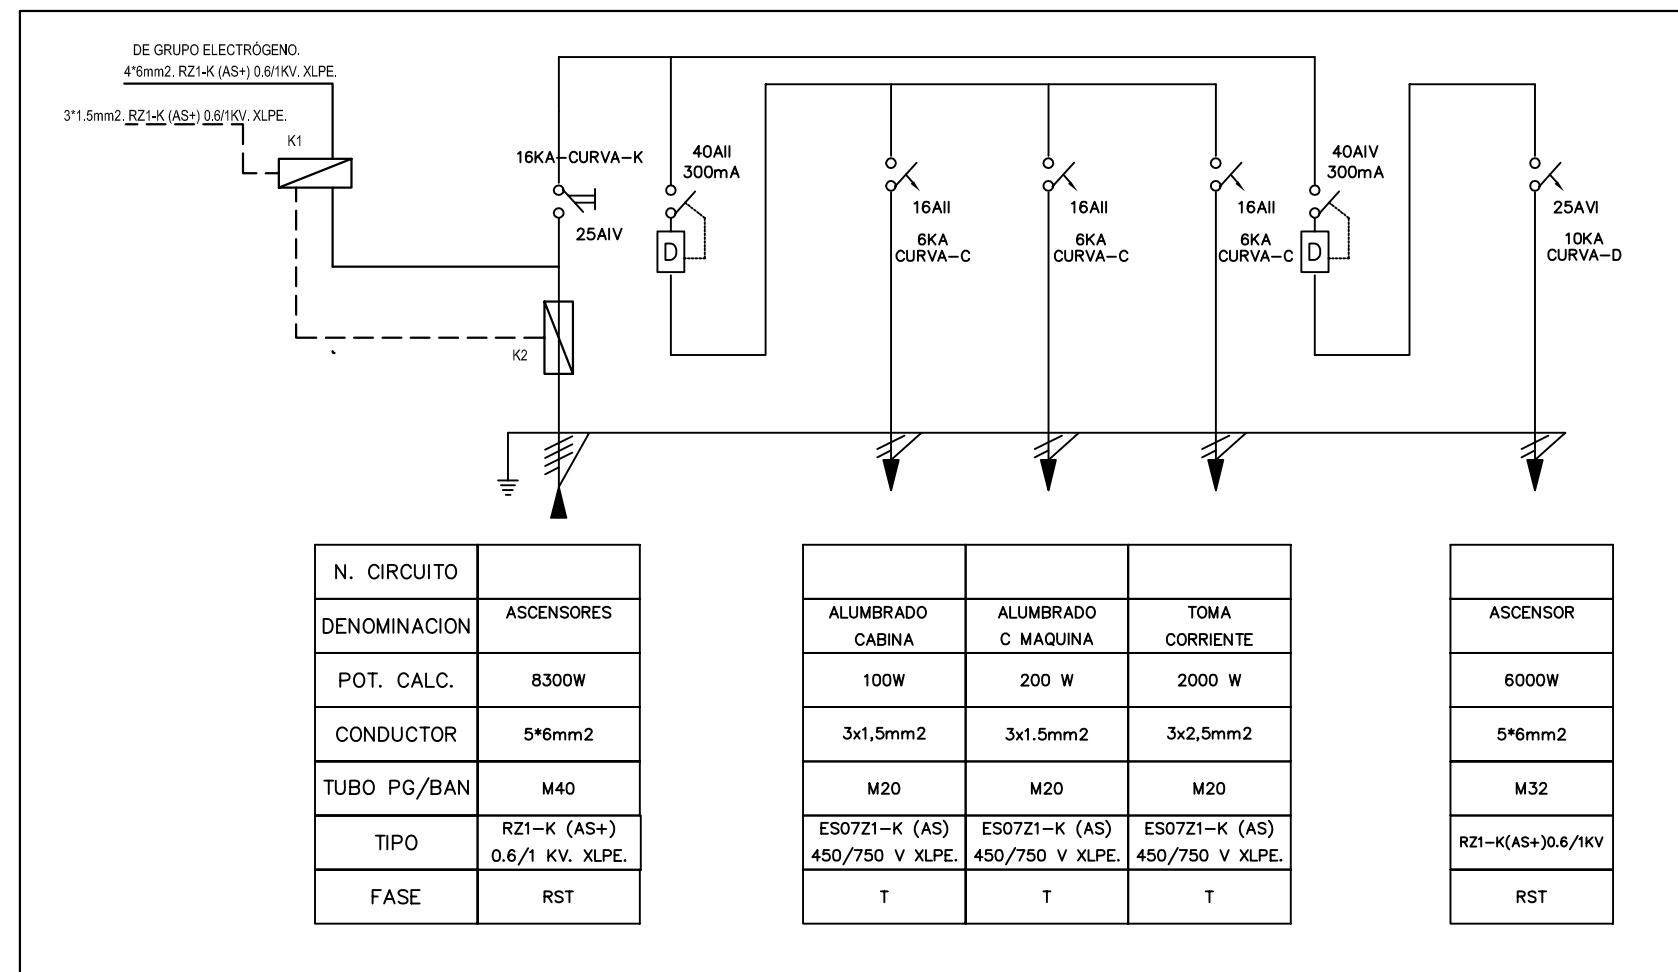 DE GRUPO ELECTRÓGENO.
4*6mm2. RZ1-K (AS+) 0.6/1KV. XLPE.
3*1.5mm2. RZ1-K (AS+) 0.6/1KV. XLPE.
K1
16KA-CURVA-K
25AIV
K2
40AII
300mA
D
16AII
6KA
CURVA-C
16AII
6KA
CURVA-C
16AII
6KA
CURVA-C
40AIV
300mA
D
25AVI
10KA
CURVA-D
N. CIRCUITO
DENOMINACION ASCENSORES ALUMBRADO CABINA ALUMBRADO C MAQUINA TOMA CORRIENTE ASCENSOR
POT. CALC. 8300W 100W 200 W 2000 W 6000W
CONDUCTOR 5*6mm2 3x1,5mm2 3x1.5mm2 3x2,5mm2 5*6mm2
TUBO PG/BAN M40 M20 M20 M20 M32
TIPO RZ1-K (AS+) 0.6/1 KV. XLPE. ES07Z1-K (AS) 450/750 V XLPE. ES07Z1-K (AS) 450/750 V XLPE. ES07Z1-K (AS) 450/750 V XLPE. RZ1-K(AS+)0.6/1KV
FASE RST T T T RST